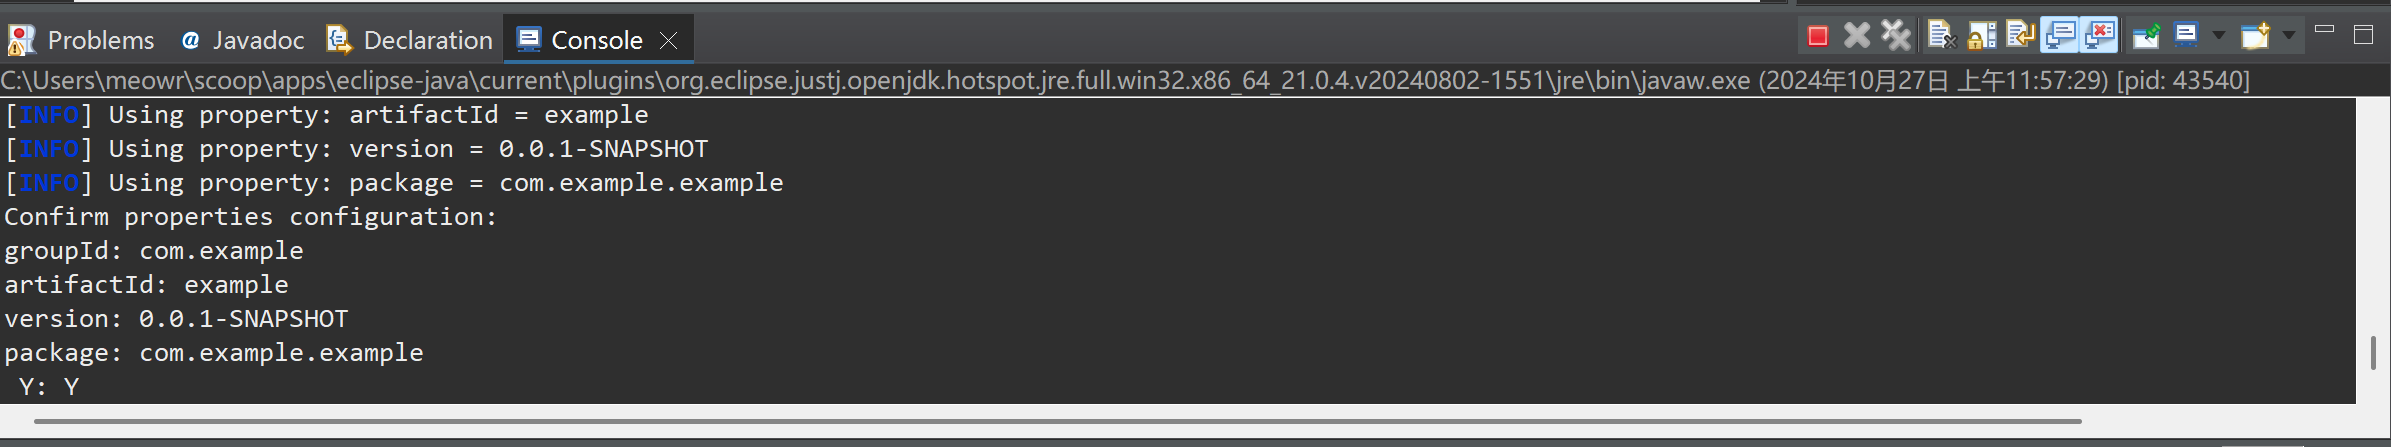 Problems @ Javadoc Declaration Console
C:\Users\meowr\scoop\apps\eclipse-java\current\plugins\org.eclipse.justj.openjdk.hotspot.jre.full.win32.x86_64_21.0.4.v20240802-1551\jre\bin\javaw.exe (2024年10月27日 上午11:57:29) [pid: 43540]
[INFO] Using property: artifactId = example
[INFO] Using property: version = 0.0.1-SNAPSHOT
[INFO] Using property: package = com.example.example
Confirm properties configuration:
groupId: com.example
artifactId: example
version: 0.0.1-SNAPSHOT
package: com.example.example
Y: Y